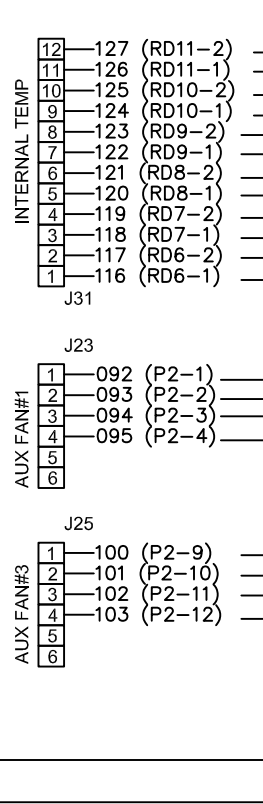 INTERNAL TEMP
12 127 (RD11-2)
11 126 (RD11-1)
10 125 (RD10-2)
9 124 (RD10-1)
8 123 (RD9-2)
7 122 (RD9-1)
6 121 (RD8-2)
5 120 (RD8-1)
4 119 (RD7-2)
3 118 (RD7-1)
2 117 (RD6-2)
1 116 (RD6-1)
J31
J23
AUX FAN#1
1 092 (P2-1)
2 093 (P2-2)
3 094 (P2-3)
4 095 (P2-4)
5
6
J25
AUX FAN#3
1 100 (P2-9)
2 101 (P2-10)
3 102 (P2-11)
4 103 (P2-12)
5
6